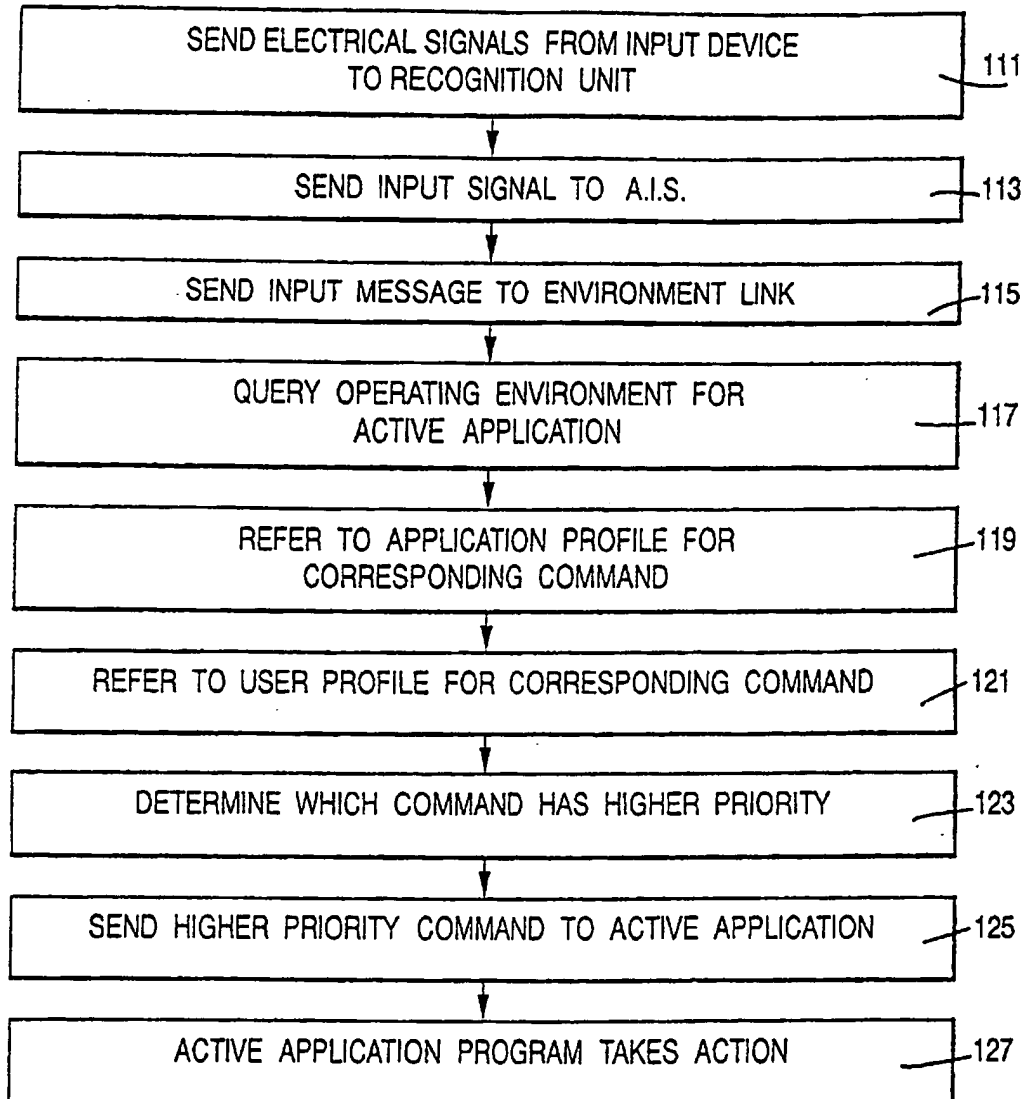 SEND ELECTRICAL SIGNALS FROM INPUT DEVICE
TO RECOGNITION UNIT
111
SEND INPUT SIGNAL TO A.I.S.
113
SEND INPUT MESSAGE TO ENVIRONMENT LINK
115
QUERY OPERATING ENVIRONMENT FOR
ACTIVE APPLICATION
117
REFER TO APPLICATION PROFILE FOR
CORRESPONDING COMMAND
119
REFER TO USER PROFILE FOR CORRESPONDING COMMAND
121
DETERMINE WHICH COMMAND HAS HIGHER PRIORITY
123
SEND HIGHER PRIORITY COMMAND TO ACTIVE APPLICATION
125
ACTIVE APPLICATION PROGRAM TAKES ACTION
127